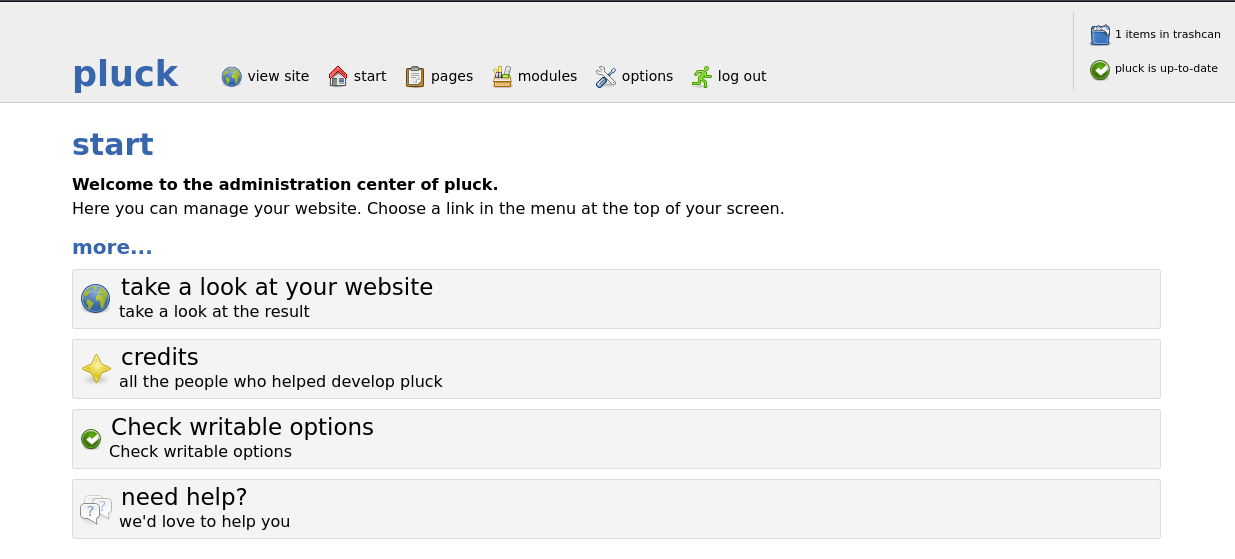 1 items in trashcan
pluck view site start pages modules options log out
pluck is up-to-date
start
Welcome to the administration center of pluck.
Here you can manage your website. Choose a link in the menu at the top of your screen.
more...
take a look at your website
take a look at the result
credits
all the people who helped develop pluck
Check writable options
Check writable options
need help?
we'd love to help you